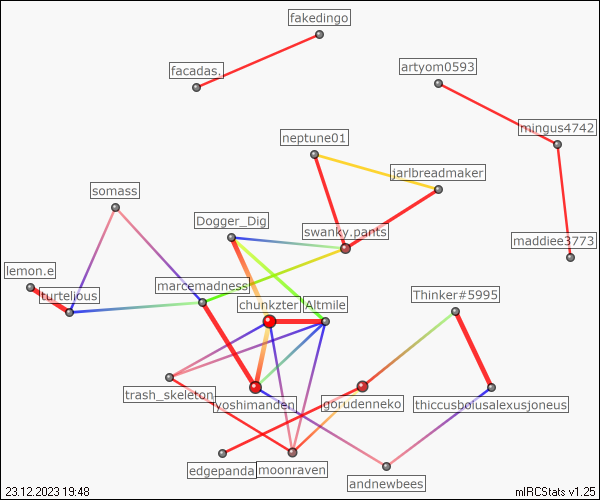 fakedingo
facadas.
artyom0593
mingus4742
neptune01
jarlbreadmaker
somass
Dogger_Dig
swanky.pants
maddiee3773
lemon.e
turtelious
marcemadness
chunkzter
Altmile
Thinker#5995
trash_skeleton
yoshimanden
gorudenneko
thiccusbolusalexusjoneus
edgepanda
moonraven
andnewbees
23.12.2023 19:48
mIRCStats v1.25